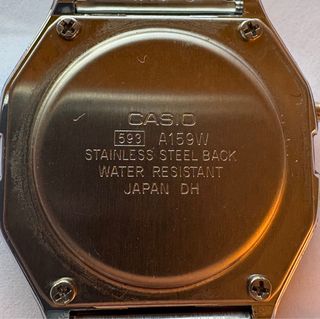 CASIO
593 A159W
STAINLESS STEEL BACK
WATER RESISTANT
JAPAN DH